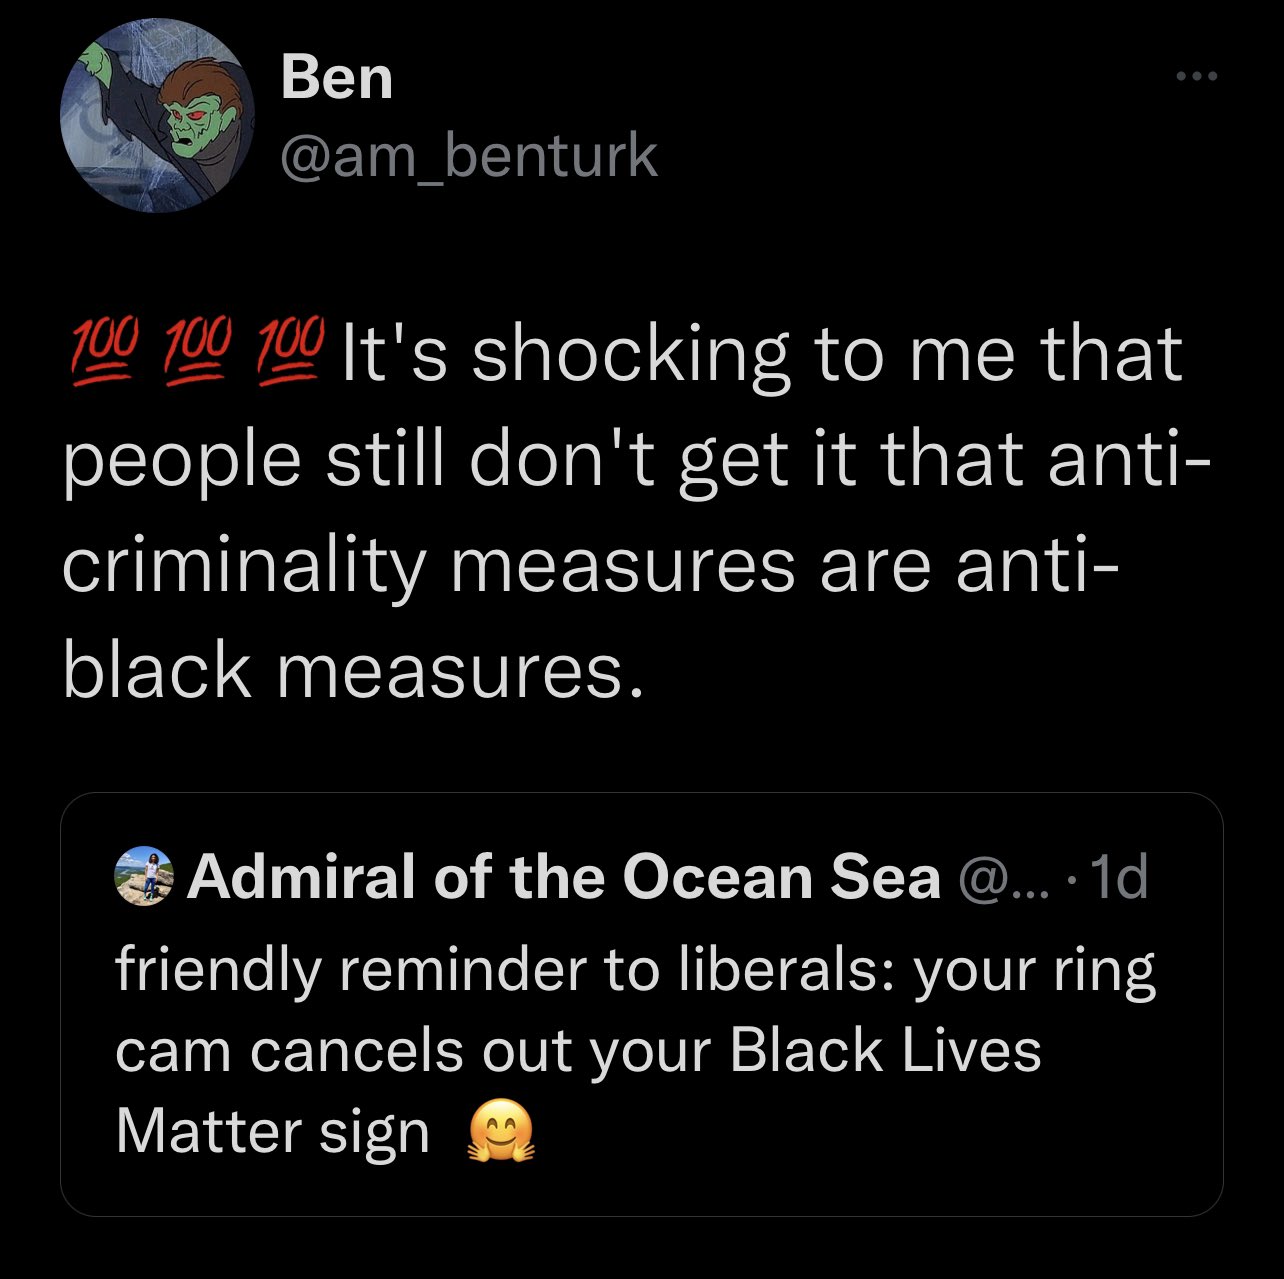 Ben
@am_benturk
💯 💯 💯 It's shocking to me that
people still don't get it that anti-
criminality measures are anti-
black measures.
Admiral of the Ocean Sea @... · 1d
friendly reminder to liberals: your ring
cam cancels out your Black Lives
Matter sign 🤗